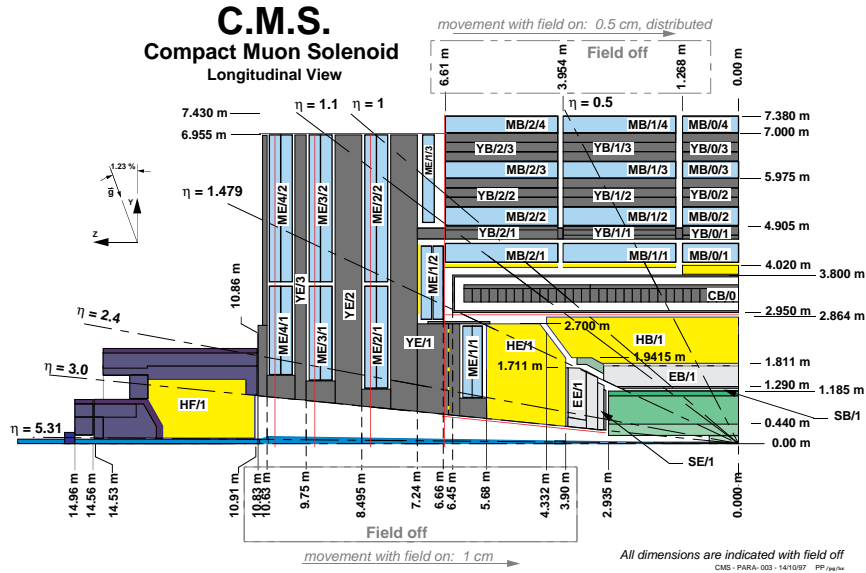 C.M.S.
Compact Muon Solenoid
Longitudinal View
movement with field on: 0.5 cm, distributed
Field off
6.61 m
3.954 m
1.268 m
0.00 m
7.430 m
6.955 m
η = 1.1
η = 1
η = 0.5
7.380 m
7.000 m
5.975 m
4.905 m
4.020 m
3.800 m
2.950 m
2.864 m
1.811 m
1.290 m
1.185 m
0.440 m
0.00 m
1.23 %
g
Y
Z
η = 1.479
η = 2.4
η = 3.0
η = 5.31
10.86 m
MB/2/4
MB/1/4
MB/0/4
YB/2/3
YB/1/3
YB/0/3
MB/2/3
MB/1/3
MB/0/3
YB/2/2
YB/1/2
YB/0/2
MB/2/2
MB/1/2
MB/0/2
YB/2/1
YB/1/1
YB/0/1
MB/2/1
MB/1/1
MB/0/1
ME/4/2
ME/3/2
ME/2/2
ME/1/3
ME/1/2
YE/3
YE/2
YE/1
ME/4/1
ME/3/1
ME/2/1
ME/1/1
CB/0
HE/1
2.700 m
HB/1
1.9415 m
1.711 m
EB/1
EE/1
HF/1
SB/1
SE/1
14.96 m
14.56 m
14.53 m
10.91 m
10.83 m
10.63 m
9.75 m
8.495 m
7.24 m
6.66 m
6.45 m
5.68 m
4.332 m
3.90 m
2.935 m
0.000 m
Field off
movement with field on: 1 cm
All dimensions are indicated with field off
CMS - PARA- 003 - 14/10/97 PP